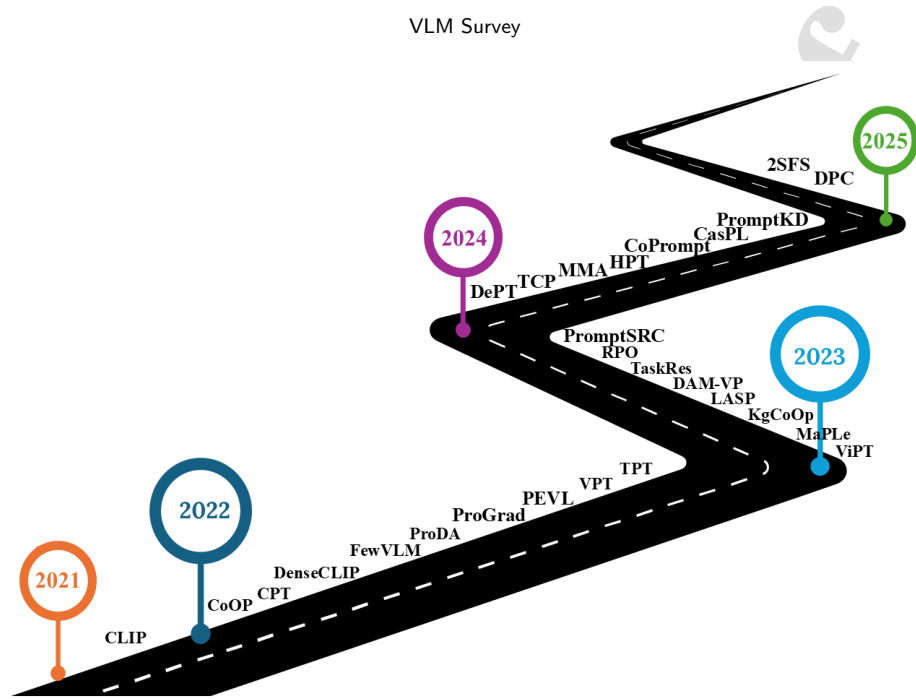 VLM Survey
2025
2SFS
DPC
PromptKD
CasPL
CoPrompt
HPT
MMA
TCP
DePT
2024
PromptSRC
RPO
TaskRes
DAM-VP
LASP
KgCoOp
MaPLe
ViPT
2023
TPT
VPT
PEVL
ProGrad
ProDA
FewVLM
DenseCLIP
CPT
CoOP
2022
CLIP
2021